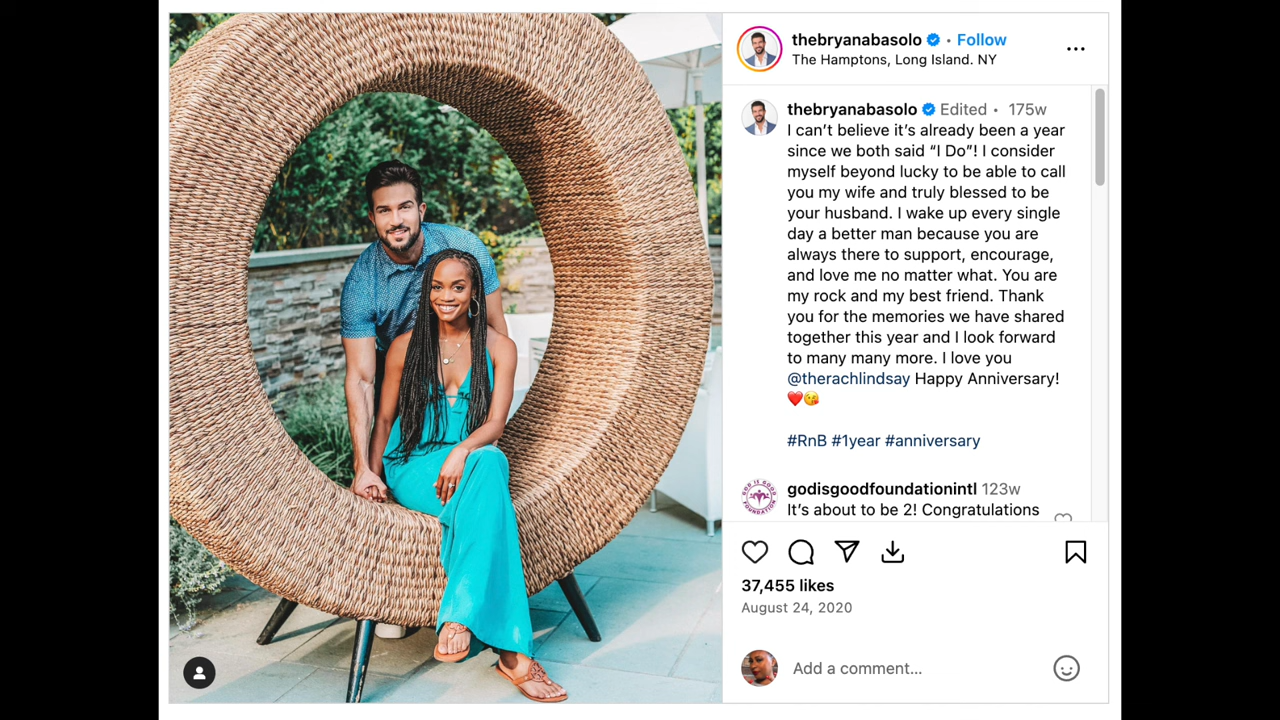 thebryanabasolo • Follow
The Hamptons, Long Island. NY
thebryanabasolo Edited • 175w
I can’t believe it’s already been a year
since we both said “I Do”! I consider
myself beyond lucky to be able to call
you my wife and truly blessed to be
your husband. I wake up every single
day a better man because you are
always there to support, encourage,
and love me no matter what. You are
my rock and my best friend. Thank
you for the memories we have shared
together this year and I look forward
to many many more. I love you
@therachlindsay Happy Anniversary!
❤️😘
#RnB #1year #anniversary
GOD IS GOOD
FOUNDATION
godisgoodfoundationintl 123w
It’s about to be 2! Congratulations
37,455 likes
August 24, 2020
Add a comment...